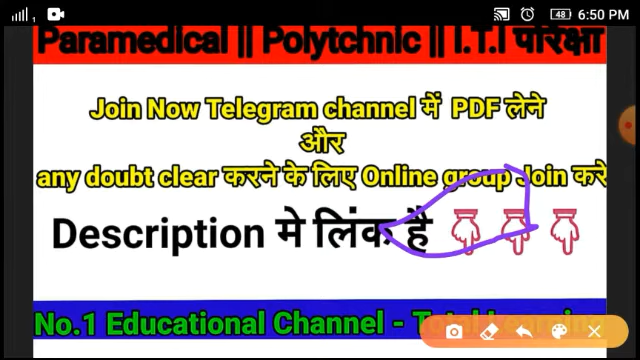 48 6:50 PM
Paramedical || Polytchnic || I.T.I परिक्षा
Join Now Telegram channel में PDF लेने
और
any doubt clear करने के लिए Online group Join करे
Description मे लिंक है
No.1 Educational Channel -